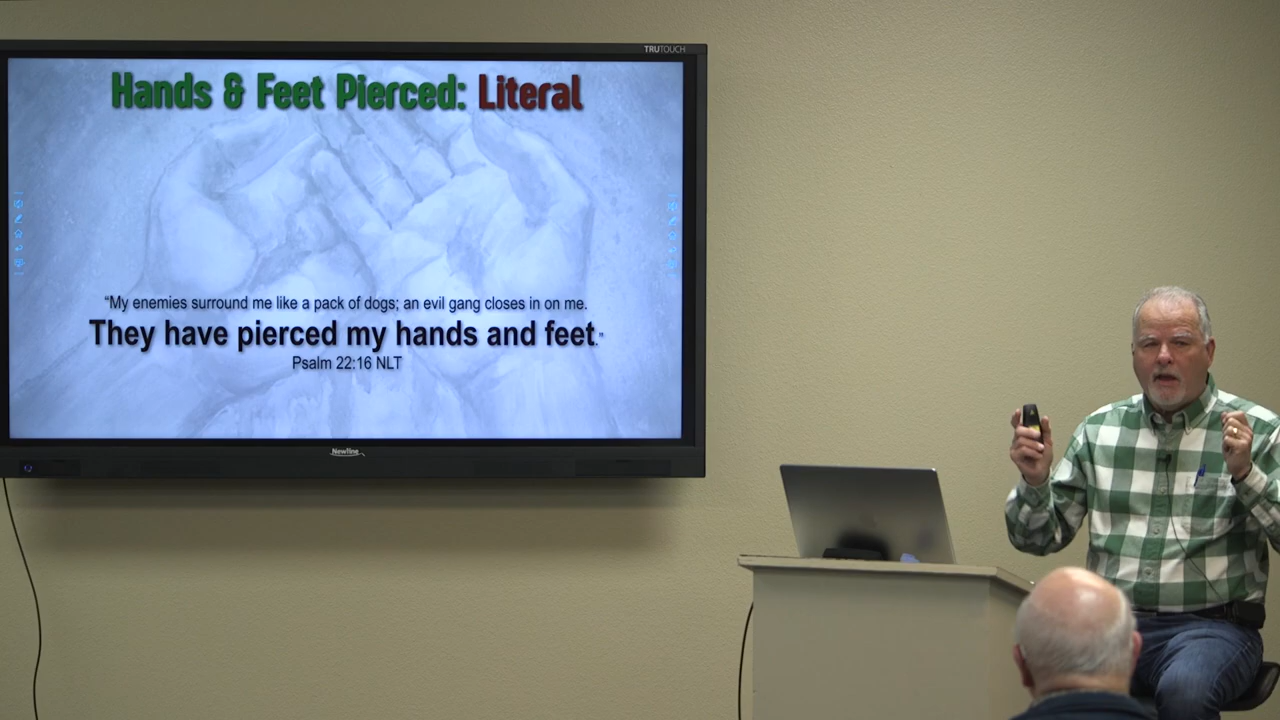 TRUTOUCH
Hands & Feet Pierced: Literal
“My enemies surround me like a pack of dogs; an evil gang closes in on me.
They have pierced my hands and feet.”
Psalm 22:16 NLT
Newline